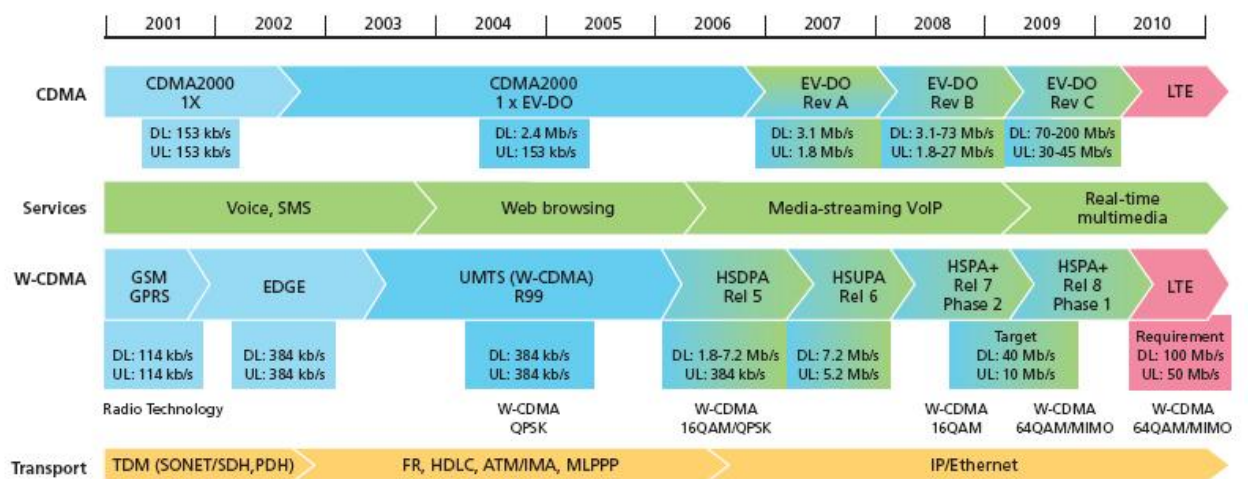 2001 2002 2003 2004 2005 2006 2007 2008 2009 2010
CDMA
CDMA2000
1X
CDMA2000
1 x EV-DO
EV-DO
Rev A
EV-DO
Rev B
EV-DO
Rev C
LTE
DL: 153 kb/s
UL: 153 kb/s
DL: 2.4 Mb/s
UL: 153 kb/s
DL: 3.1 Mb/s
UL: 1.8 Mb/s
DL: 3.1-73 Mb/s
UL: 1.8-27 Mb/s
DL: 70-200 Mb/s
UL: 30-45 Mb/s
Services
Voice, SMS
Web browsing
Media-streaming VoIP
Real-time
multimedia
W-CDMA
GSM
GPRS
EDGE
UMTS (W-CDMA)
R99
HSDPA
Rel 5
HSUPA
Rel 6
HSPA+
Rel 7
Phase 2
HSPA+
Rel 8
Phase 1
LTE
DL: 114 kb/s
UL: 114 kb/s
DL: 384 kb/s
UL: 384 kb/s
DL: 384 kb/s
UL: 384 kb/s
DL: 1.8-7.2 Mb/s
UL: 384 kb/s
DL: 7.2 Mb/s
UL: 5.2 Mb/s
Target
DL: 40 Mb/s
UL: 10 Mb/s
Requirement
DL: 100 Mb/s
UL: 50 Mb/s
Radio Technology
W-CDMA
QPSK
W-CDMA
16QAM/QPSK
W-CDMA
16QAM
W-CDMA
64QAM/MIMO
W-CDMA
64QAM/MIMO
Transport
TDM (SONET/SDH,PDH)
FR, HDLC, ATM/IMA, MLPPP
IP/Ethernet